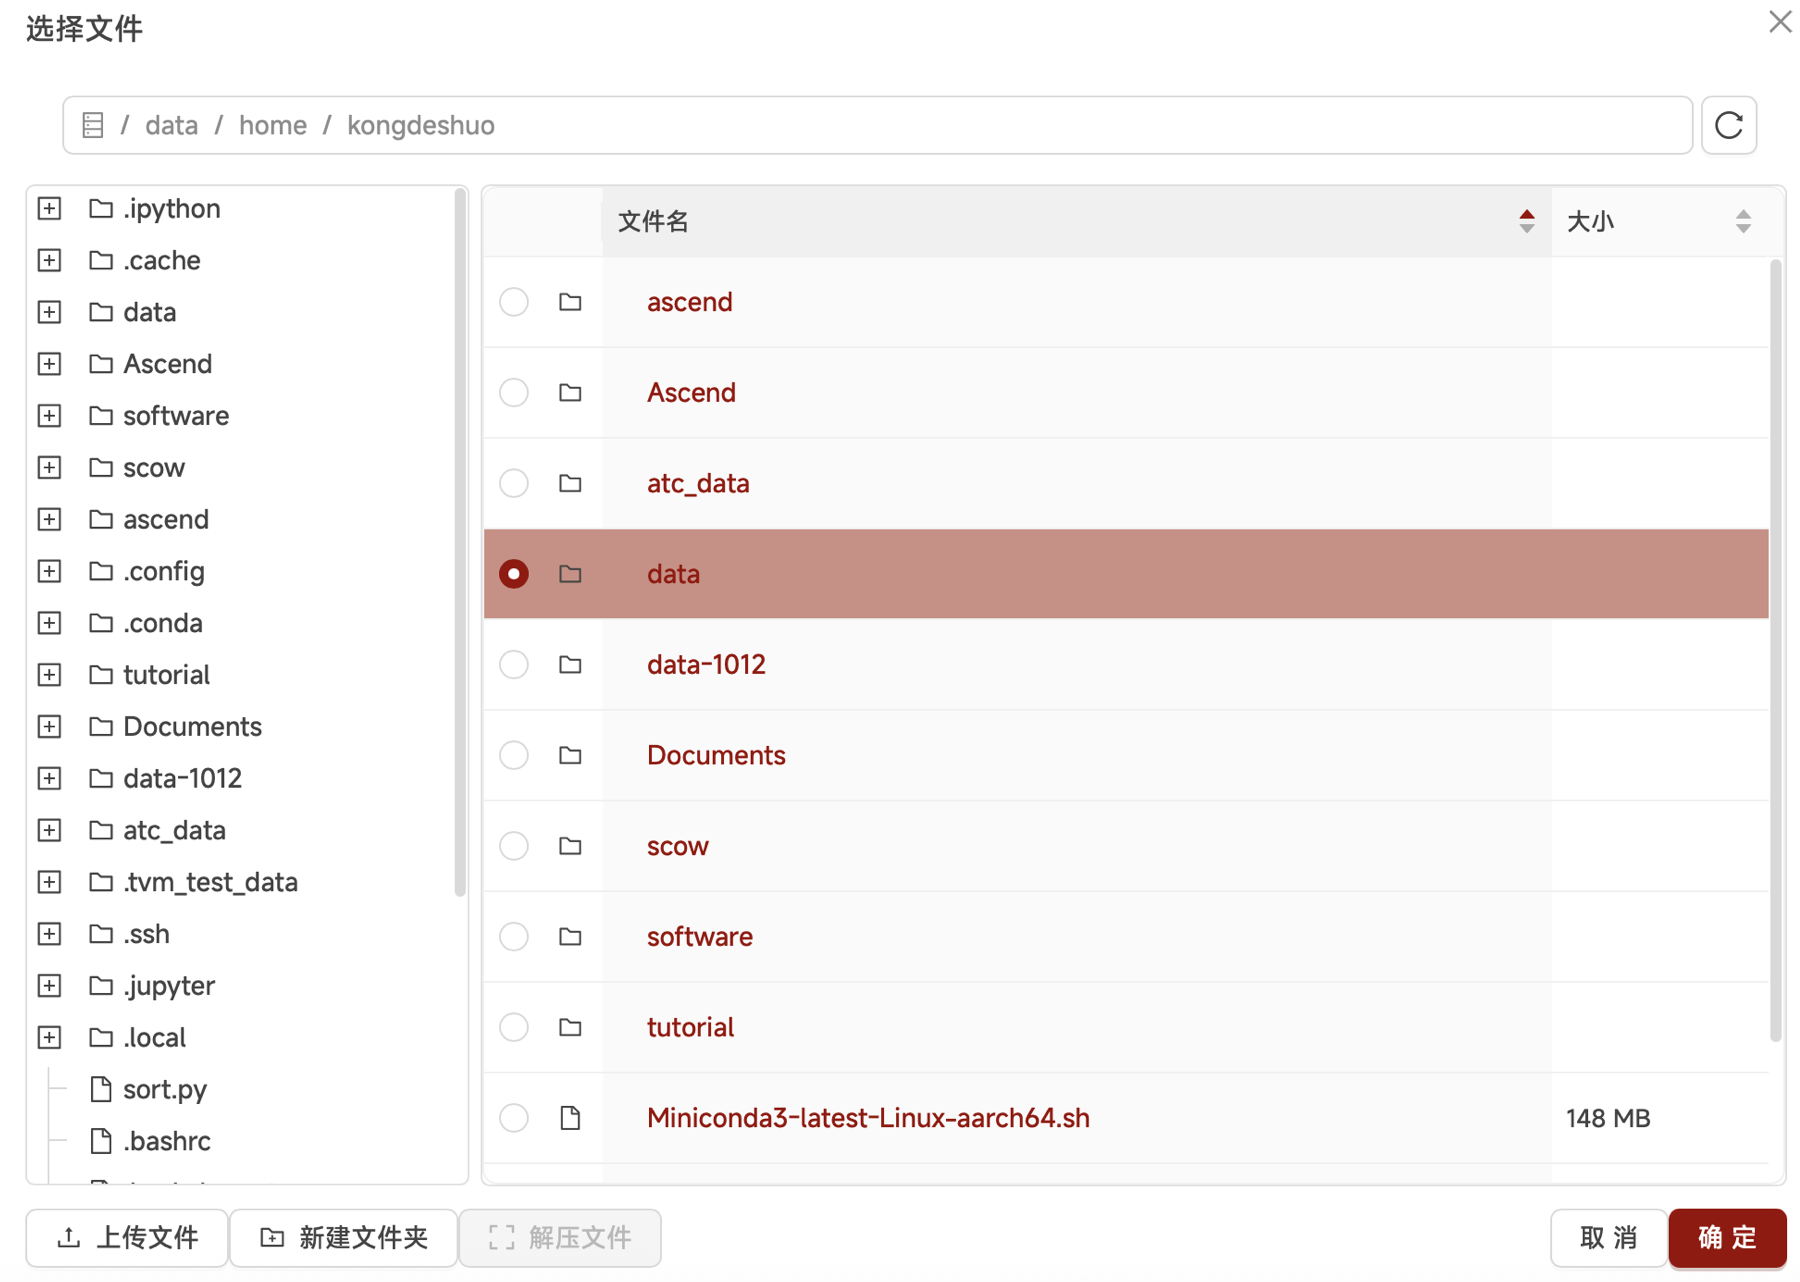 选择文件
/ data / home / kongdeshuo
.ipython
.cache
data
Ascend
software
scow
ascend
.config
.conda
tutorial
Documents
data-1012
atc_data
.tvm_test_data
.ssh
.jupyter
.local
sort.py
.bashrc
文件名 大小
ascend
Ascend
atc_data
data
data-1012
Documents
scow
software
tutorial
Miniconda3-latest-Linux-aarch64.sh 148 MB
上传文件 新建文件夹 解压文件 取 消 确 定